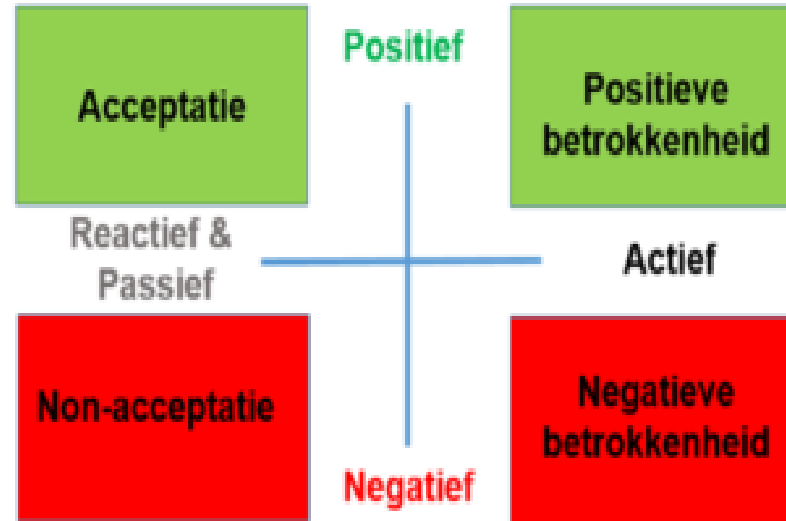 Positief
Acceptatie
Positieve
betrokkenheid
Reactief &
Passief
Actief
Non-acceptatie
Negatieve
betrokkenheid
Negatief